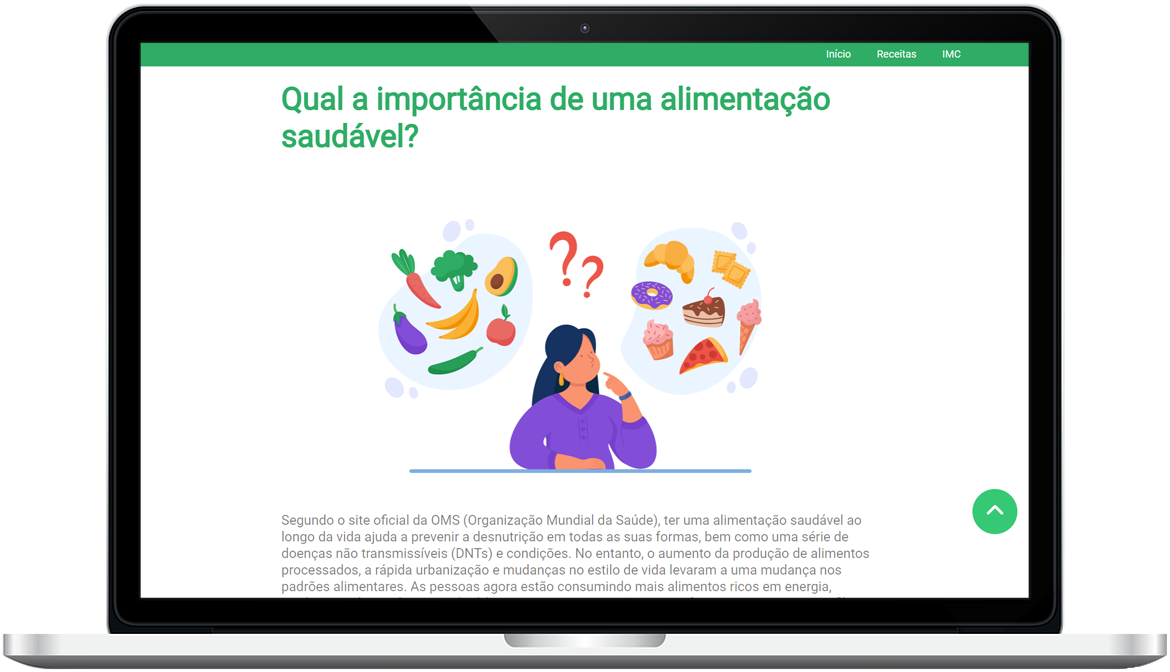 Início Receitas IMC
Qual a importância de uma alimentação
saudável?
??
Segundo o site oficial da OMS (Organização Mundial da Saúde), ter uma alimentação saudável ao
longo da vida ajuda a prevenir a desnutrição em todas as suas formas, bem como uma série de
doenças não transmissíveis (DNTs) e condições. No entanto, o aumento da produção de alimentos
processados, a rápida urbanização e mudanças no estilo de vida levaram a uma mudança nos
padrões alimentares. As pessoas agora estão consumindo mais alimentos ricos em energia,